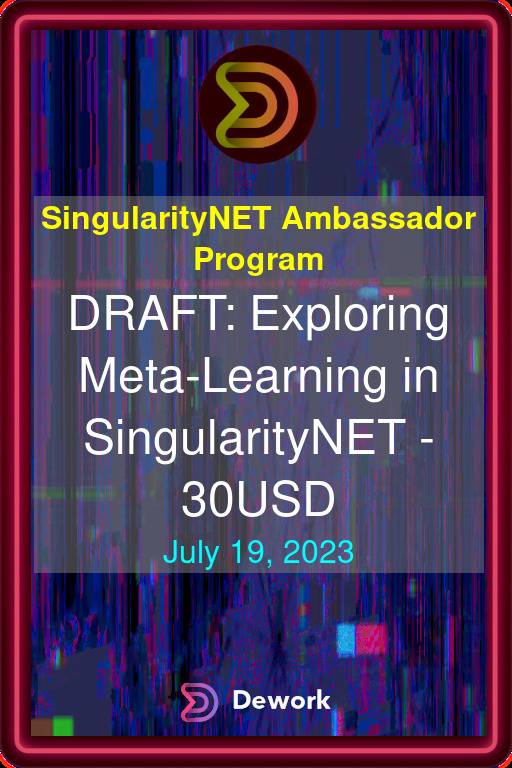 SingularityNET Ambassador
Program
DRAFT: Exploring
Meta-Learning in
SingularityNET -
30USD
July 19, 2023
Dework